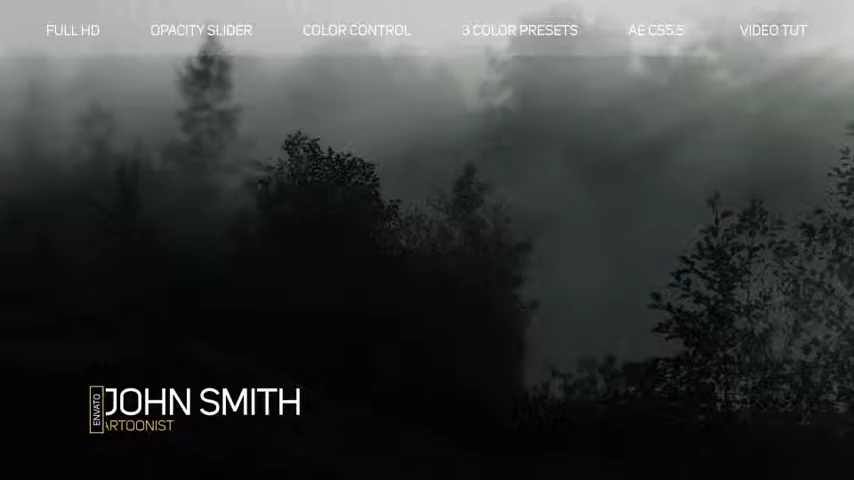 FULL HD OPACITY SLIDER COLOR CONTROL 3 COLOR PRESETS AE CS5.5 VIDEO TUT
ENVATO
JOHN SMITH
ARTOONIST